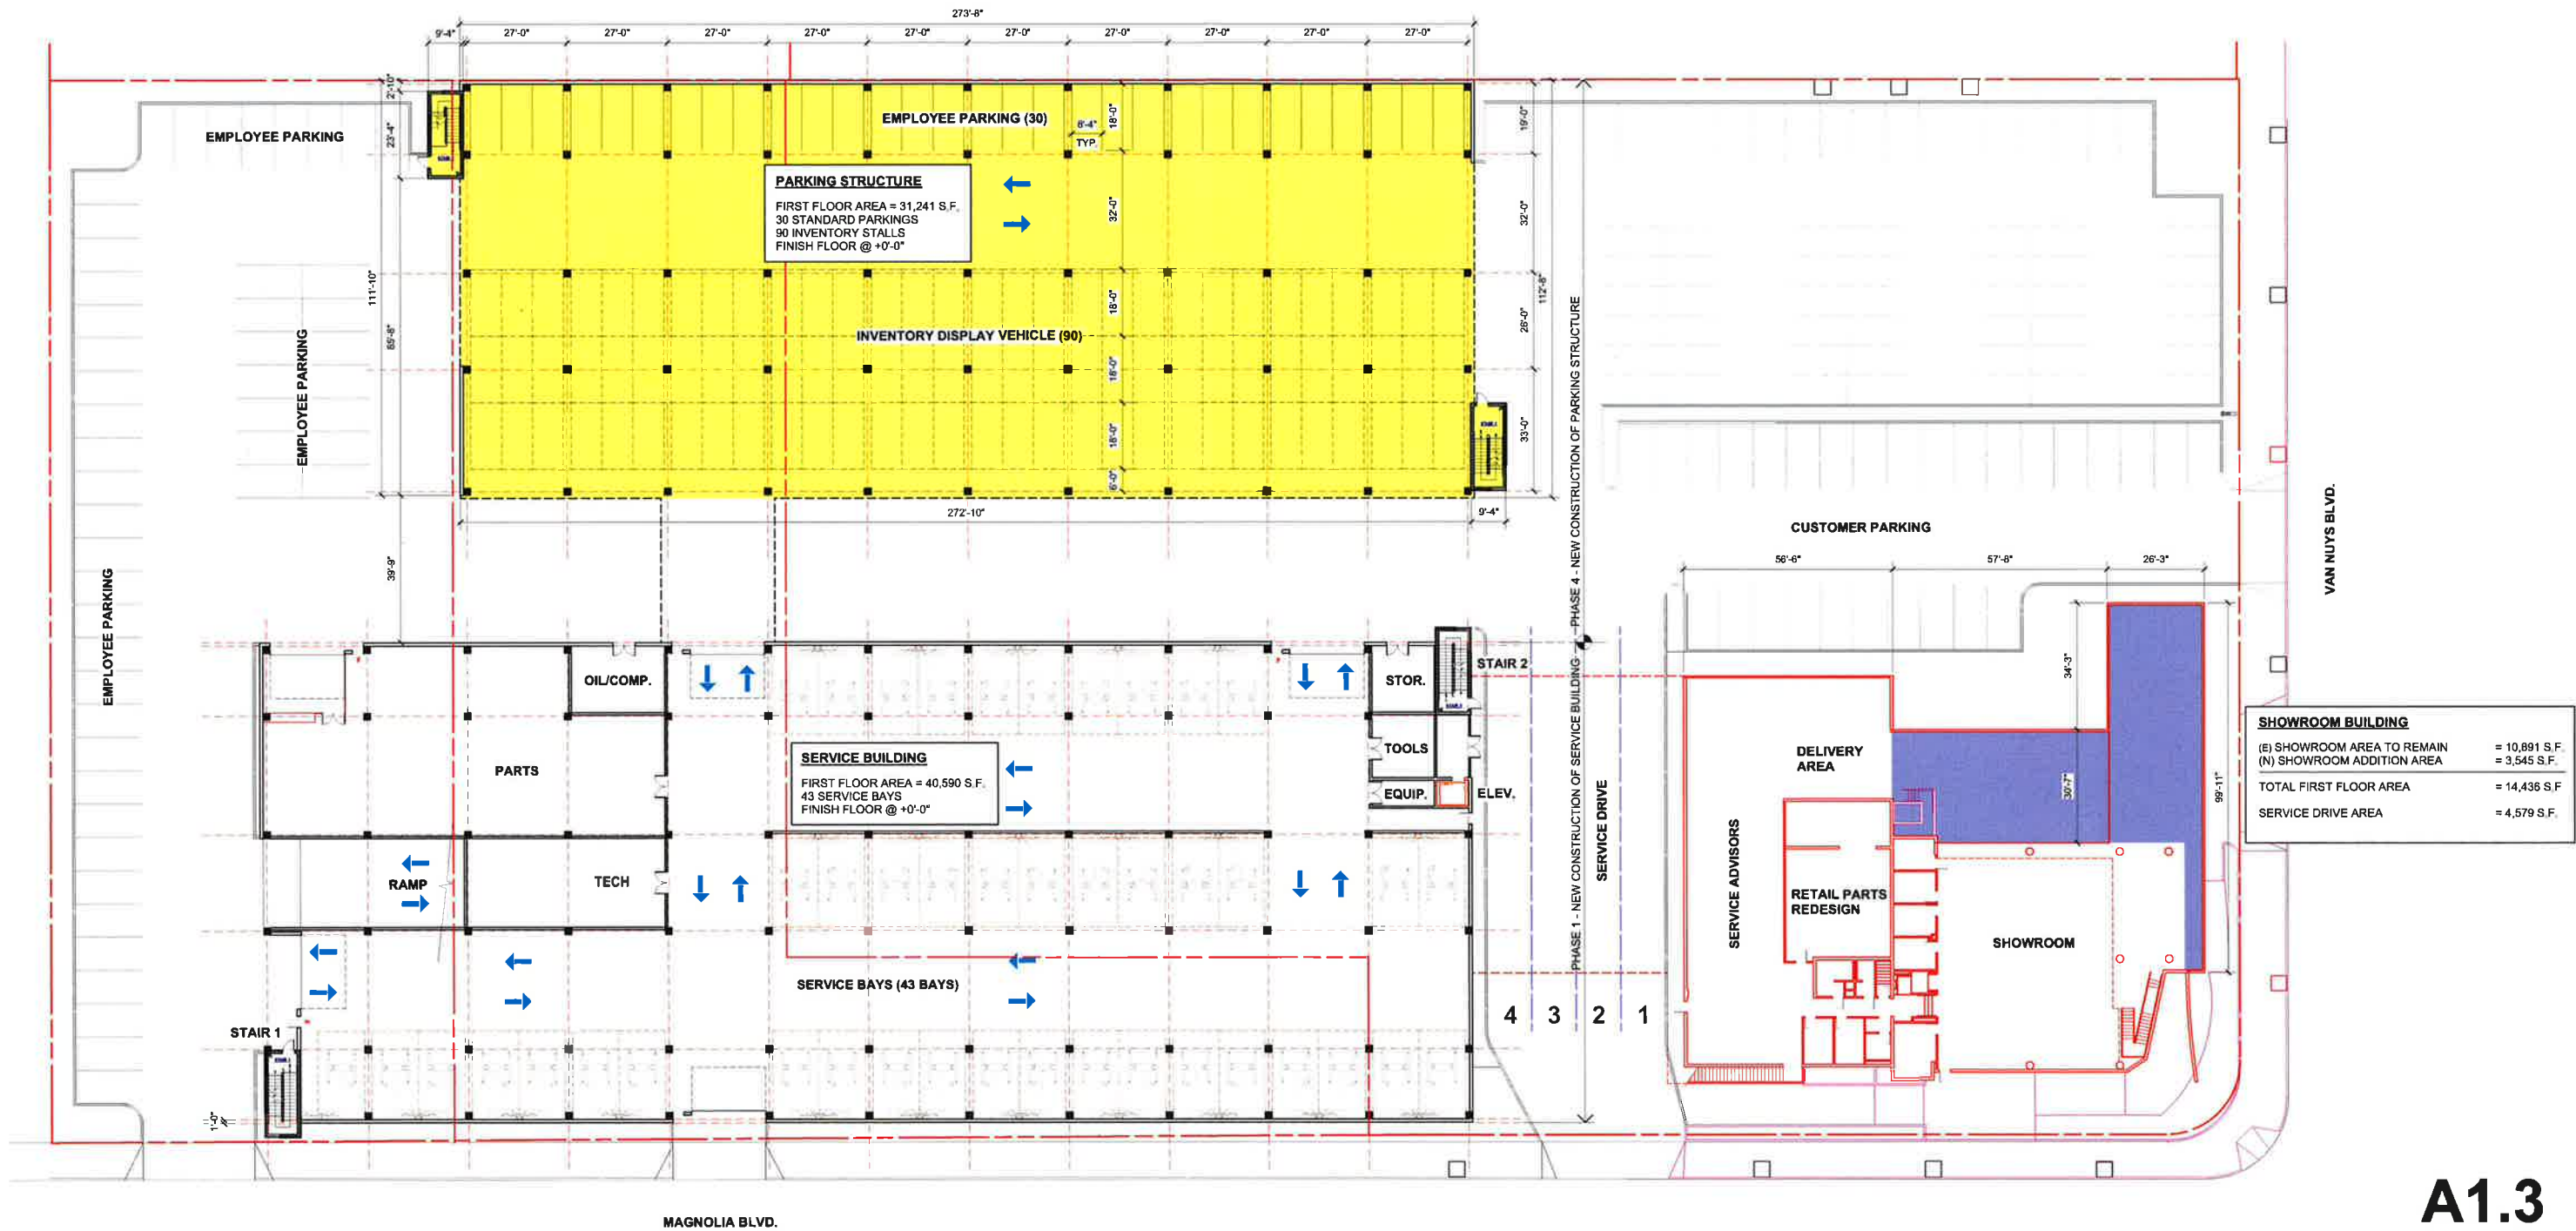 273'-8"
9'-4"
27'-0"
27'-0"
27'-0"
27'-0"
27'-0"
27'-0"
27'-0"
27'-0"
27'-0"
27'-0"
2'-10"
23'-4"
111'-10"
85'-8"
39'-9"
EMPLOYEE PARKING
EMPLOYEE PARKING
EMPLOYEE PARKING
EMPLOYEE PARKING (30)
8'-4"
TYP.
18'-0"
32'-0"
18'-0"
18'-0"
18'-0"
6'-0"
PARKING STRUCTURE
FIRST FLOOR AREA = 31,241 S.F.
30 STANDARD PARKINGS
90 INVENTORY STALLS
FINISH FLOOR @ +0'-0"
INVENTORY DISPLAY VEHICLE (90)
19'-0"
32'-0"
26'-0"
33'-0"
112'-8"
272'-10"
9'-4"
PHASE 4 - NEW CONSTRUCTION OF PARKING STRUCTURE
PHASE 1 - NEW CONSTRUCTION OF SERVICE BUILDING
CUSTOMER PARKING
VAN NUYS BLVD.
56'-6"
57'-8"
26'-3"
34'-3"
30'-7"
99'-11"
OIL/COMP.
PARTS
RAMP
TECH
STAIR 1
1'-0"
SERVICE BUILDING
FIRST FLOOR AREA = 40,590 S.F.
43 SERVICE BAYS
FINISH FLOOR @ +0'-0"
SERVICE BAYS (43 BAYS)
STOR.
STAIR 2
TOOLS
EQUIP.
ELEV.
SERVICE DRIVE
4 3 2 1
DELIVERY
AREA
SERVICE ADVISORS
RETAIL PARTS
REDESIGN
SHOWROOM
SHOWROOM BUILDING
(E) SHOWROOM AREA TO REMAIN = 10,891 S.F.
(N) SHOWROOM ADDITION AREA = 3,545 S.F.
TOTAL FIRST FLOOR AREA = 14,436 S.F
SERVICE DRIVE AREA = 4,579 S.F.
MAGNOLIA BLVD.
A1.3